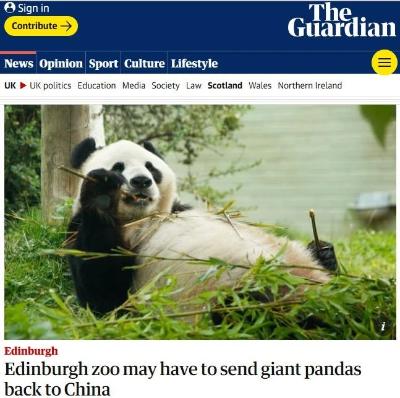 Sign in
Contribute →
The
Guardian
News Opinion Sport Culture Lifestyle
UK ▶ UK politics Education Media Society Law Scotland Wales Northern Ireland
i
Edinburgh
Edinburgh zoo may have to send giant pandas
back to China